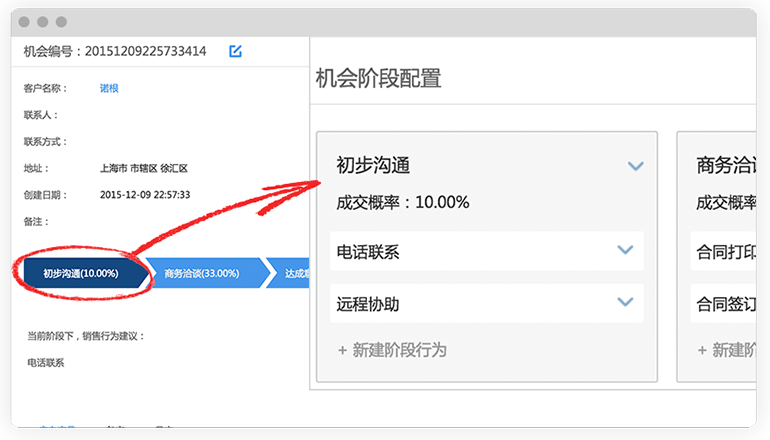 机会编号：20151209225733414
客户名称： 诺根
联系人：
联系方式：
地址： 上海市 市辖区 徐汇区
创建日期： 2015-12-09 22:57:33
备注：
初步沟通(10.00%) 商务洽谈(33.00%) 达成
当前阶段下，销售行为建议：
电话联系
机会阶段配置
初步沟通
成交概率：10.00%
电话联系
远程协助
+ 新建阶段行为
商务洽
成交概率
合同打印
合同签订
+ 新建阶